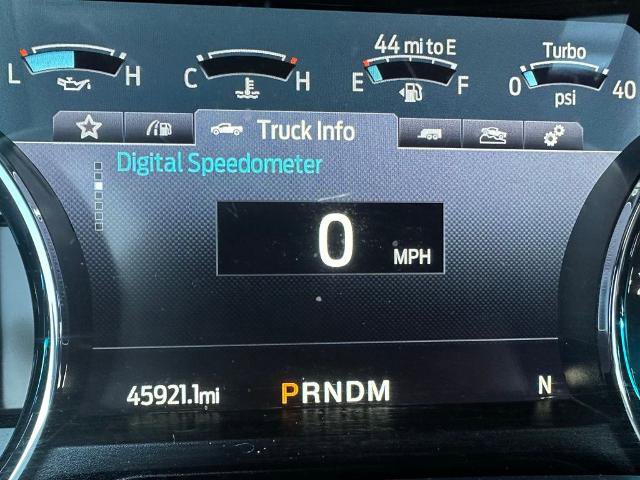 44 mi to E
Turbo
L H
C H
E F
0 40
psi
Truck Info
Digital Speedometer
0 MPH
45921.1mi
PRNDM
N